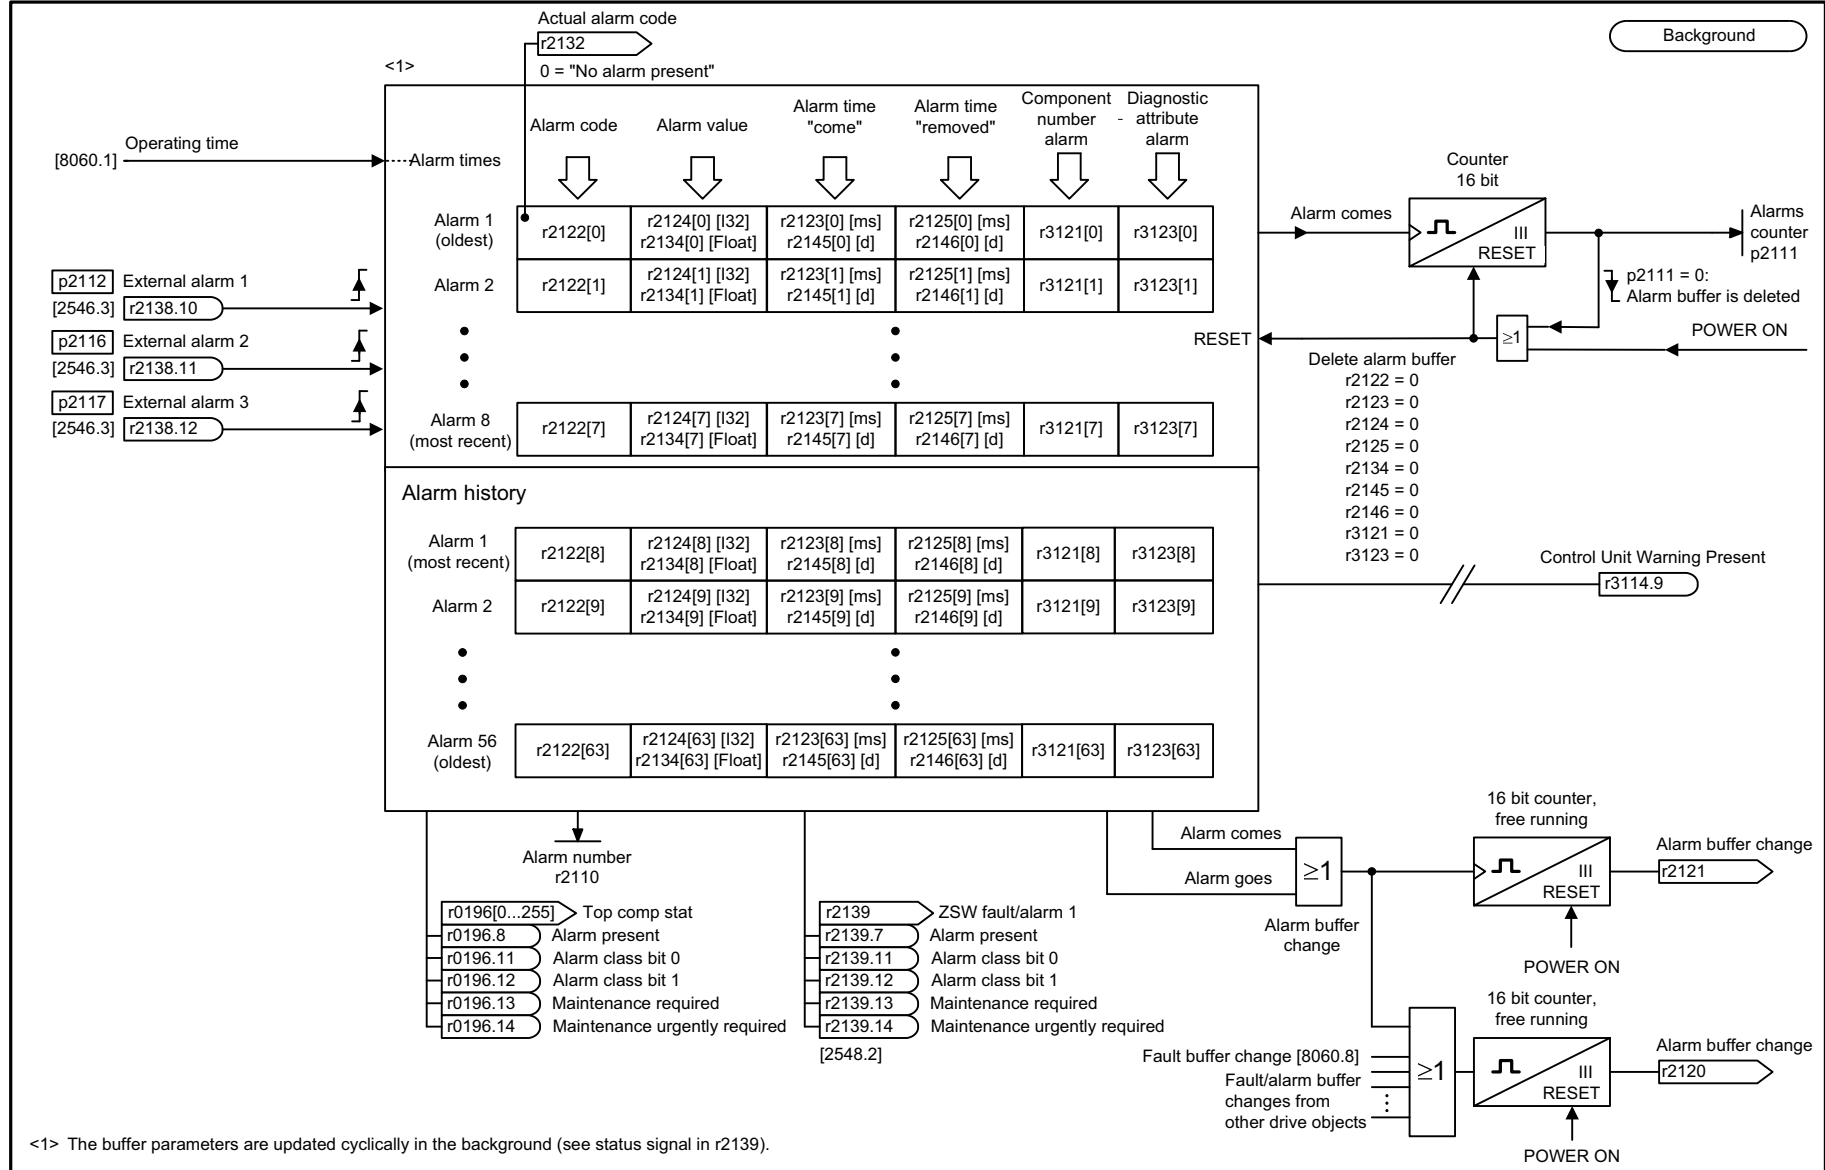 Actual alarm code
r2132
0 = "No alarm present"
Background
<1>
Alarm code
Alarm value
Alarm time
"come"
Alarm time
"removed"
Component
number
alarm
-
Diagnostic
attribute
alarm
[8060.1]
Operating time
Alarm times
Alarm 1
(oldest)
r2122[0]
r2124[0] [I32]
r2134[0] [Float]
r2123[0] [ms]
r2145[0] [d]
r2125[0] [ms]
r2146[0] [d]
r3121[0]
r3123[0]
Alarm 2
r2122[1]
r2124[1] [I32]
r2134[1] [Float]
r2123[1] [ms]
r2145[1] [d]
r2125[1] [ms]
r2146[1] [d]
r3121[1]
r3123[1]
Alarm 8
(most recent)
r2122[7]
r2124[7] [I32]
r2134[7] [Float]
r2123[7] [ms]
r2145[7] [d]
r2125[7] [ms]
r2146[7] [d]
r3121[7]
r3123[7]
p2112 External alarm 1
[2546.3] r2138.10
p2116 External alarm 2
[2546.3] r2138.11
p2117 External alarm 3
[2546.3] r2138.12
Alarm comes
Counter
16 bit
III
RESET
Alarms
counter
p2111
p2111 = 0:
Alarm buffer is deleted
POWER ON
≥1
RESET
Delete alarm buffer
r2122 = 0
r2123 = 0
r2124 = 0
r2125 = 0
r2134 = 0
r2145 = 0
r2146 = 0
r3121 = 0
r3123 = 0
Control Unit Warning Present
r3114.9
Alarm history
Alarm 1
(most recent)
r2122[8]
r2124[8] [I32]
r2134[8] [Float]
r2123[8] [ms]
r2145[8] [d]
r2125[8] [ms]
r2146[8] [d]
r3121[8]
r3123[8]
Alarm 2
r2122[9]
r2124[9] [I32]
r2134[9] [Float]
r2123[9] [ms]
r2145[9] [d]
r2125[9] [ms]
r2146[9] [d]
r3121[9]
r3123[9]
Alarm 56
(oldest)
r2122[63]
r2124[63] [I32]
r2134[63] [Float]
r2123[63] [ms]
r2145[63] [d]
r2125[63] [ms]
r2146[63] [d]
r3121[63]
r3123[63]
Alarm number
r2110
r0196[0...255] Top comp stat
r0196.8 Alarm present
r0196.11 Alarm class bit 0
r0196.12 Alarm class bit 1
r0196.13 Maintenance required
r0196.14 Maintenance urgently required
r2139 ZSW fault/alarm 1
r2139.7 Alarm present
r2139.11 Alarm class bit 0
r2139.12 Alarm class bit 1
r2139.13 Maintenance required
r2139.14 Maintenance urgently required
[2548.2]
Alarm comes
Alarm goes
≥1
Alarm buffer
change
16 bit counter,
free running
III
RESET
POWER ON
Alarm buffer change
r2121
Fault buffer change [8060.8]
Fault/alarm buffer
changes from
other drive objects
≥1
16 bit counter,
free running
III
RESET
POWER ON
Alarm buffer change
r2120
<1> The buffer parameters are updated cyclically in the background (see status signal in r2139).